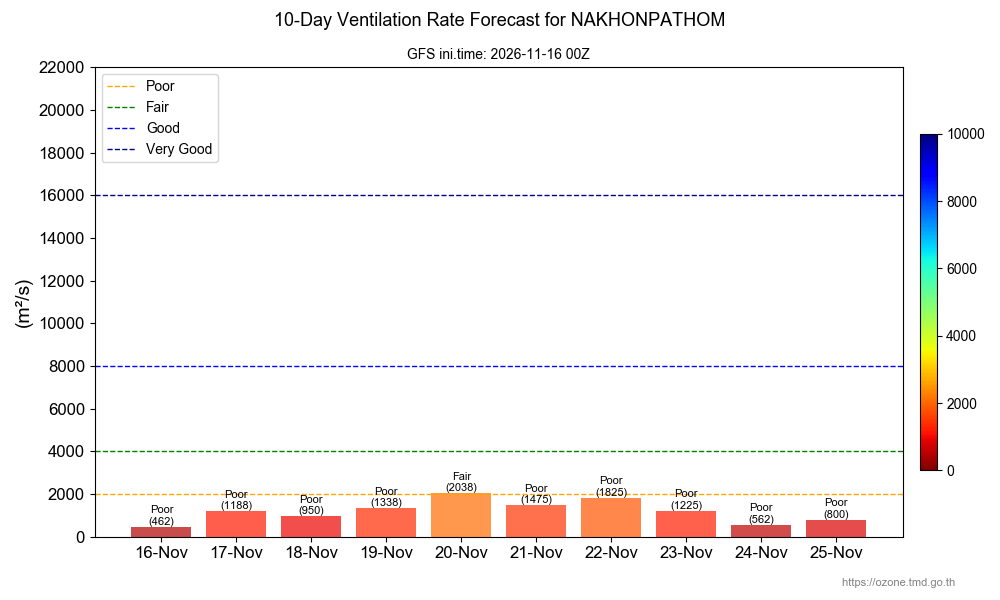 10-Day Ventilation Rate Forecast for NAKHONPATHOM
GFS ini.time: 2026-11-16 00Z
22000
20000
18000
16000
14000
12000
10000
8000
6000
4000
2000
0
(m²/s)
Poor
Fair
Good
Very Good
Poor
(462)
Poor
(1188)
Poor
(950)
Poor
(1338)
Fair
(2038)
Poor
(1475)
Poor
(1825)
Poor
(1225)
Poor
(562)
Poor
(800)
16-Nov 17-Nov 18-Nov 19-Nov 20-Nov 21-Nov 22-Nov 23-Nov 24-Nov 25-Nov
10000
8000
6000
4000
2000
0
https://ozone.tmd.go.th